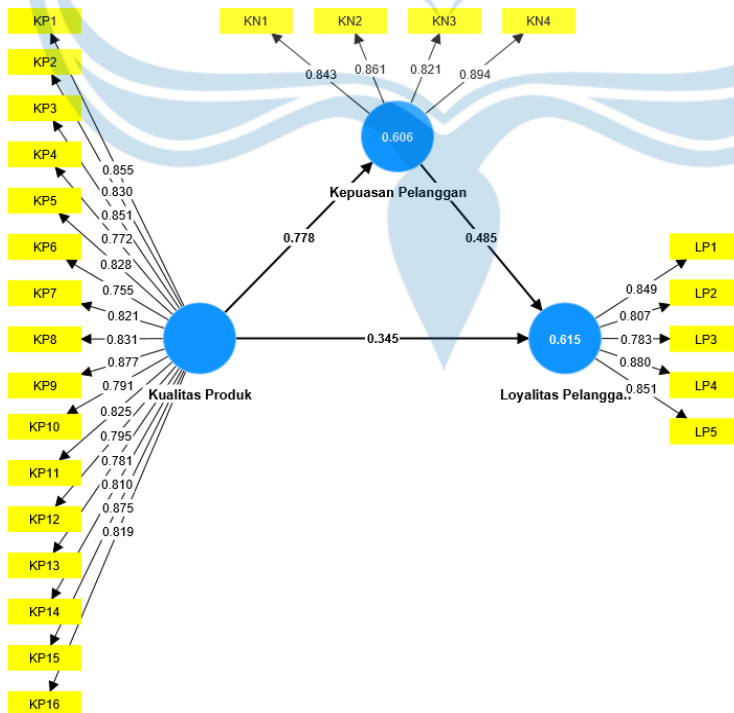 KP1
KP2
KP3
KP4
KP5
KP6
KP7
KP8
KP9
KP10
KP11
KP12
KP13
KP14
KP15
KP16
0.855
0.830
0.851
0.772
0.828
0.755
0.821
0.831
0.877
0.791
0.825
0.795
0.781
0.810
0.875
0.819
Kualitas Produk
KN1
KN2
KN3
KN4
0.843
0.861
0.821
0.894
0.606
Kepuasan Pelanggan
0.778
0.485
0.345
0.615
Loyalitas Pelanggan
0.849
0.807
0.783
0.880
0.851
LP1
LP2
LP3
LP4
LP5